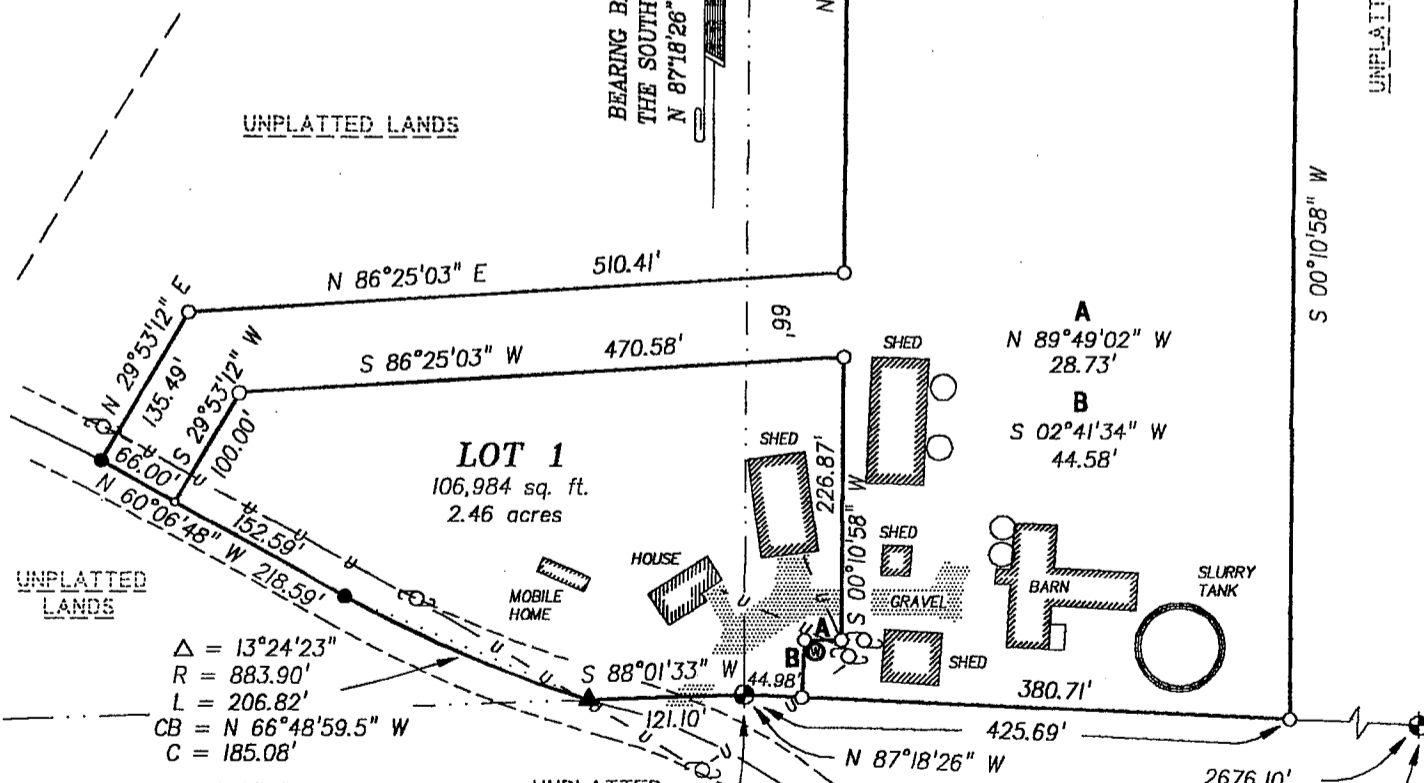 BEARING B
THE SOUTH
N 87°18'26"
N
UNPLATT
UNPLATTED LANDS
S 00°10'58" W
N 86°25'03" E 510.41'
66'
N 29°53'12" E
135.49'
S 29°53'12" W
100.00'
S 86°25'03" W 470.58'
SHED
A
N 89°49'02" W
28.73'
B
S 02°41'34" W
44.58'
LOT 1
106,984 sq. ft.
2.46 acres
SHED
226.87'
S 00°10'58" W
66.00'
152.59'
N 60°06'48" W 218.59'
U
U
U
U
SHED
HOUSE
MOBILE
HOME
GRAVEL
BARN
SLURRY
TANK
UNPLATTED
LANDS
U
U
A
W
B
SHED
Δ = 13°24'23"
R = 883.90'
L = 206.82'
CB = N 66°48'59.5" W
C = 185.08'
U
U
S 88°01'33" W
44.98'
121.10'
U
U
380.71'
425.69'
N 87°18'26" W
2676.10'